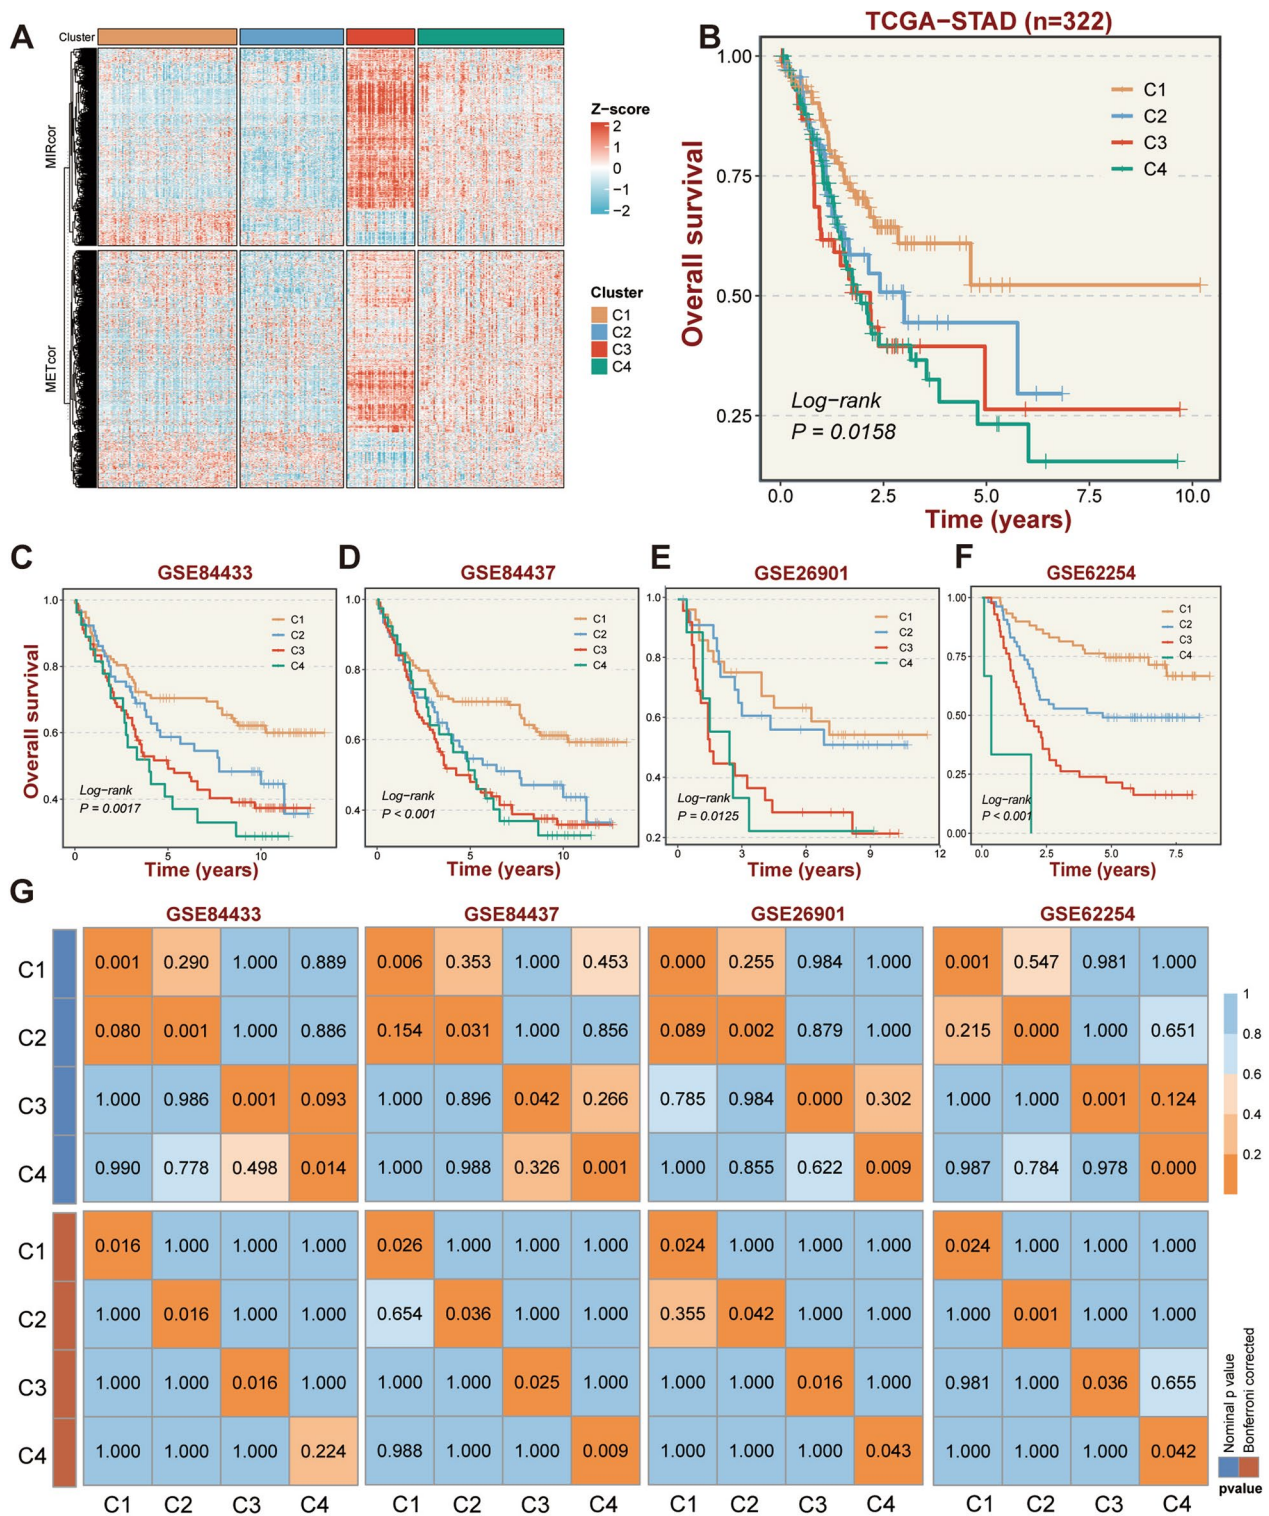 A
Cluster
MIRcor
METcor
Z−score
2
1
0
−1
−2
Cluster
C1
C2
C3
C4
B
TCGA−STAD (n=322)
Overall survival
1.00
0.75
0.50
0.25
C1
C2
C3
C4
Log−rank
P = 0.0158
0.0 2.5 5.0 7.5 10.0
Time (years)
C
GSE84433
Overall survival
1.0
0.8
0.6
0.4
C1
C2
C3
C4
Log−rank
P = 0.0017
0 5 10
Time (years)
D
GSE84437
1.0
0.8
0.6
0.4
C1
C2
C3
C4
Log−rank
P < 0.001
0 5 10
Time (years)
E
GSE26901
1.0
0.8
0.6
0.4
0.2
C1
C2
C3
C4
Log−rank
P = 0.0125
0 3 6 9 12
Time (years)
F
GSE62254
1.00
0.75
0.50
0.25
0.00
C1
C2
C3
C4
Log−rank
P < 0.001
0.0 2.5 5.0 7.5
Time (years)
G
GSE84433 GSE84437 GSE26901 GSE62254
C1 0.001 0.290 1.000 0.889 0.006 0.353 1.000 0.453 0.000 0.255 0.984 1.000 0.001 0.547 0.981 1.000
C2 0.080 0.001 1.000 0.886 0.154 0.031 1.000 0.856 0.089 0.002 0.879 1.000 0.215 0.000 1.000 0.651
C3 1.000 0.986 0.001 0.093 1.000 0.896 0.042 0.266 0.785 0.984 0.000 0.302 1.000 1.000 0.001 0.124
C4 0.990 0.778 0.498 0.014 1.000 0.988 0.326 0.001 1.000 0.855 0.622 0.009 0.987 0.784 0.978 0.000
C1 0.016 1.000 1.000 1.000 0.026 1.000 1.000 1.000 0.024 1.000 1.000 1.000 0.024 1.000 1.000 1.000
C2 1.000 0.016 1.000 1.000 0.654 0.036 1.000 1.000 0.355 0.042 1.000 1.000 1.000 0.001 1.000 1.000
C3 1.000 1.000 0.016 1.000 1.000 1.000 0.025 1.000 1.000 1.000 0.016 1.000 0.981 1.000 0.036 0.655
C4 1.000 1.000 1.000 0.224 0.988 1.000 1.000 0.009 1.000 1.000 1.000 0.043 1.000 1.000 1.000 0.042
C1 C2 C3 C4 C1 C2 C3 C4 C1 C2 C3 C4 C1 C2 C3 C4
1
0.8
0.6
0.4
0.2
Nominal p value
Bonferroni corrected
pvalue